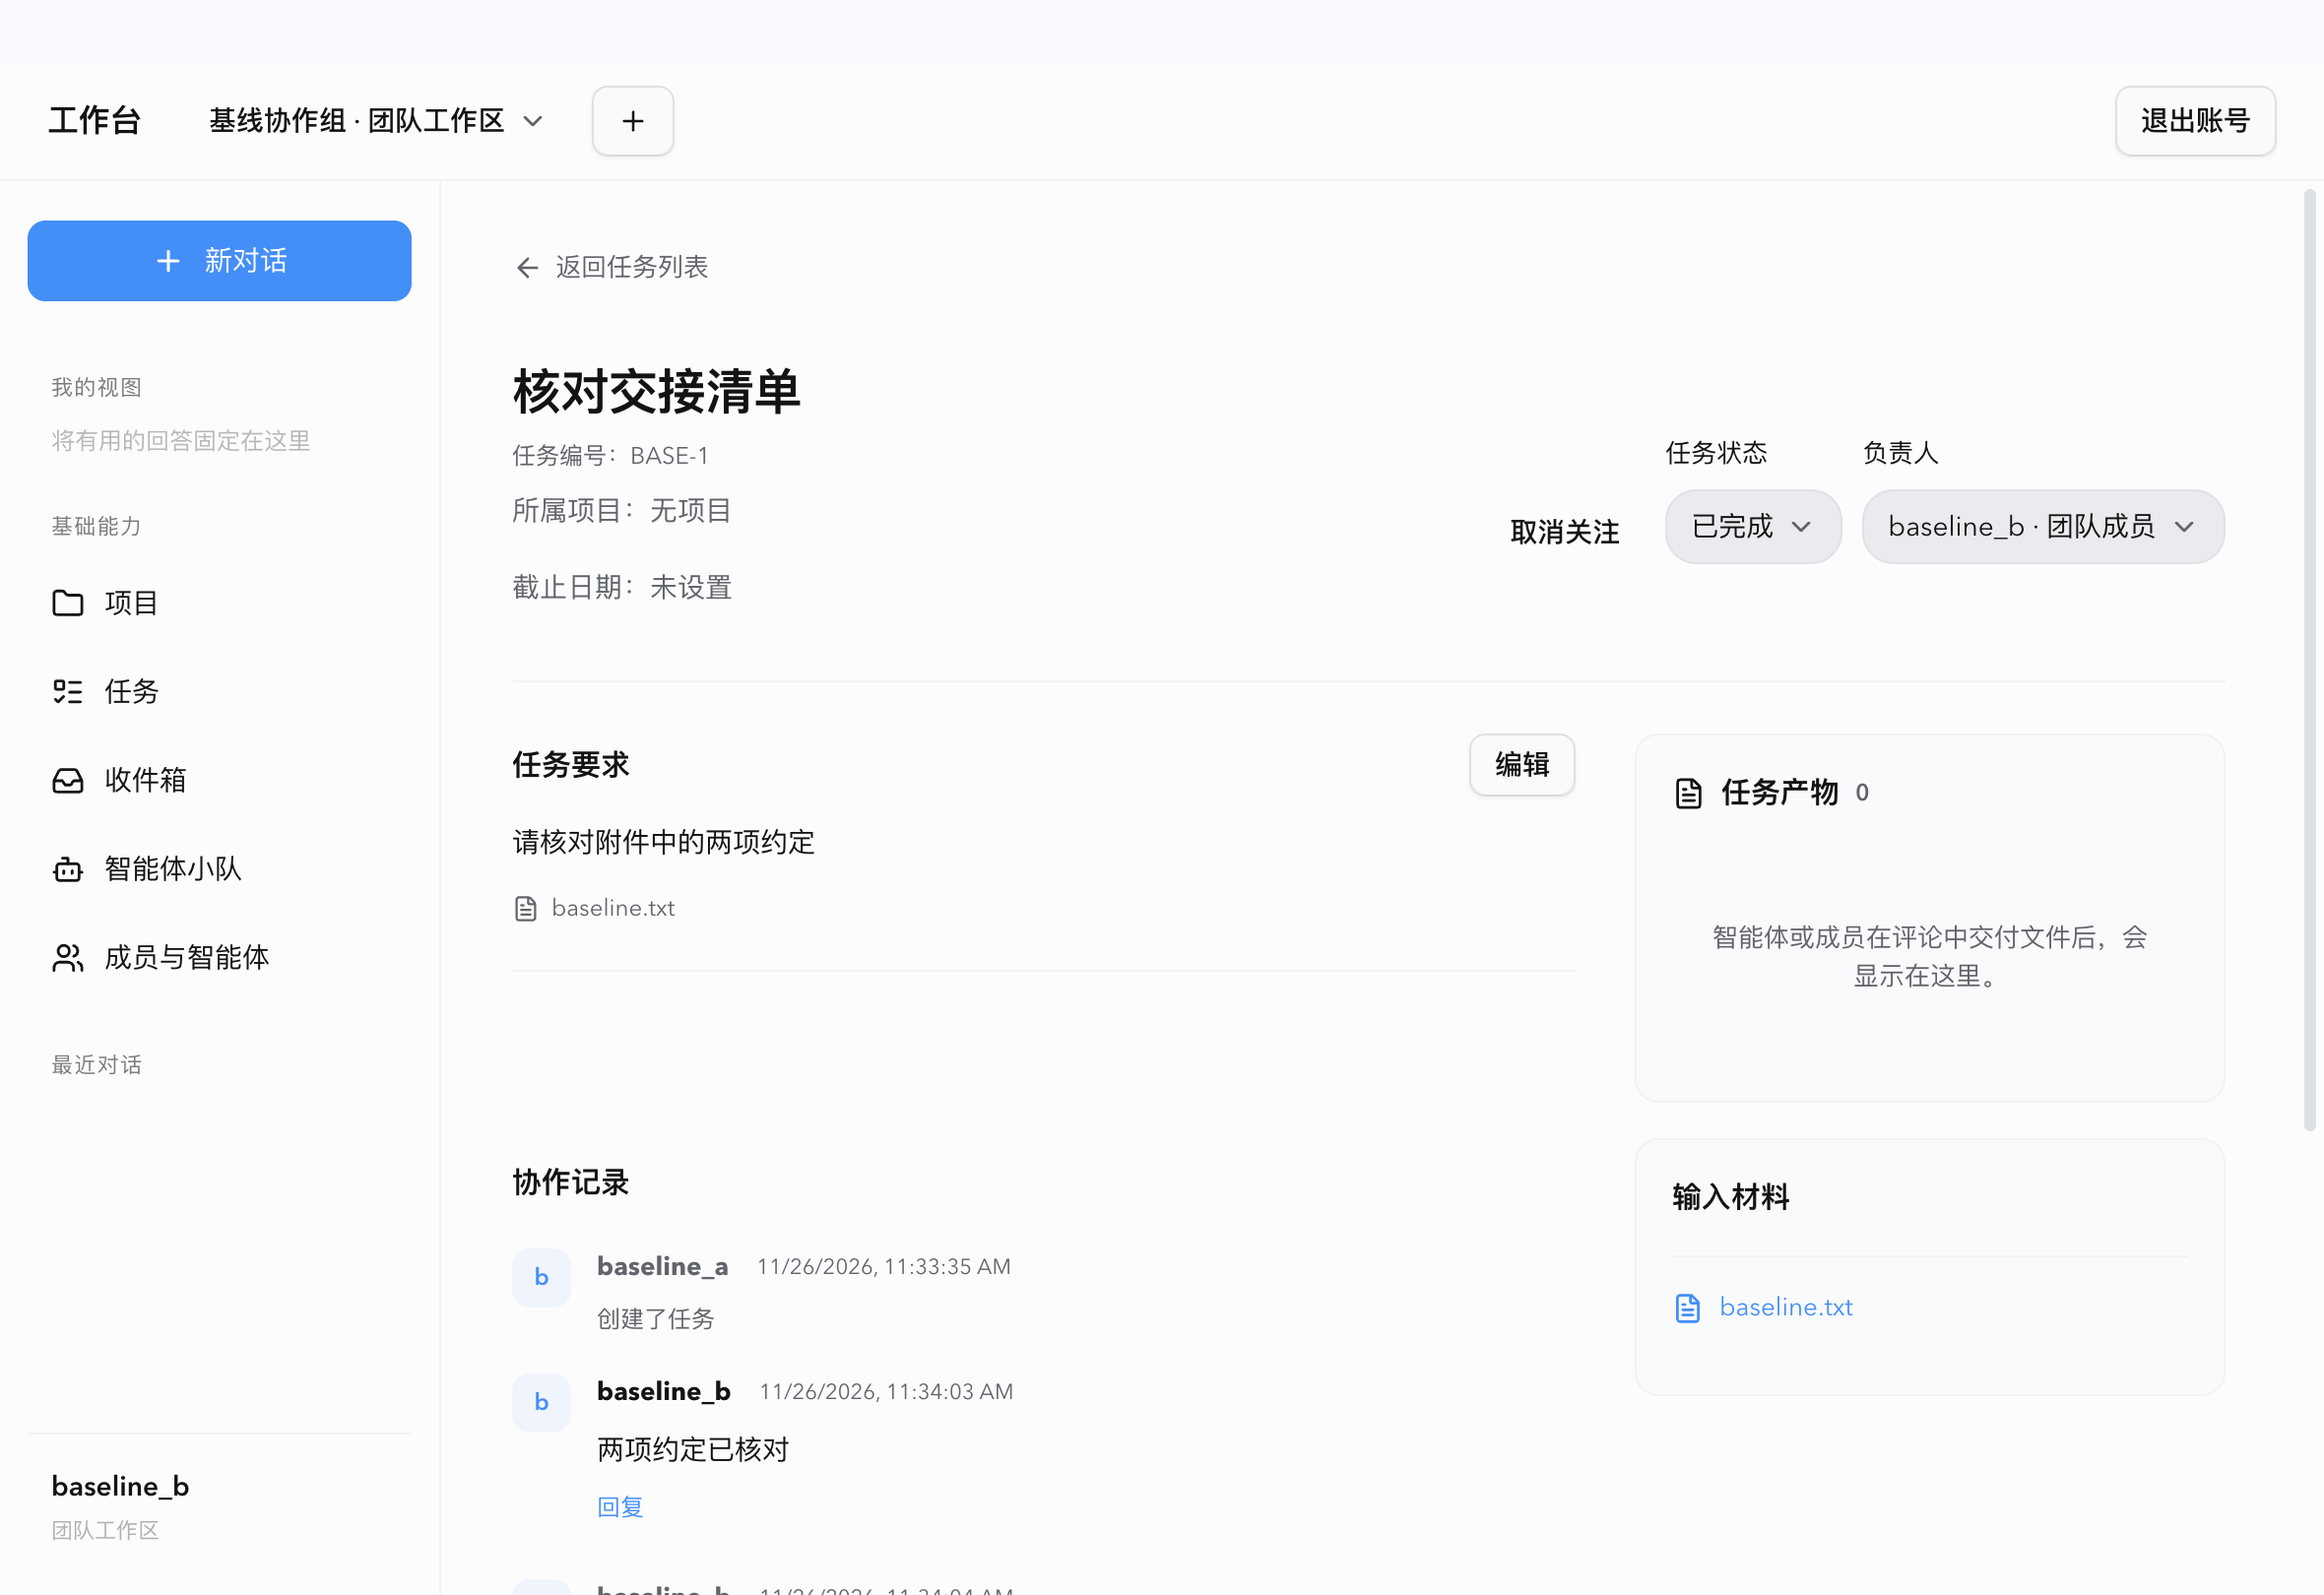 工作台
基线协作组 · 团队工作区
退出账号
新对话
我的视图
将有用的回答固定在这里
基础能力
项目
任务
收件箱
智能体小队
成员与智能体
最近对话
baseline_b
团队工作区
返回任务列表
核对交接清单
任务编号：BASE-1
所属项目：无项目
截止日期：未设置
取消关注
任务状态
已完成
负责人
baseline_b · 团队成员
任务要求
编辑
请核对附件中的两项约定
baseline.txt
协作记录
b
baseline_a 11/26/2026, 11:33:35 AM
创建了任务
b
baseline_b 11/26/2026, 11:34:03 AM
两项约定已核对
回复
baseline_b 11/26/2026, 11:34:04 AM
任务产物 0
智能体或成员在评论中交付文件后，会
显示在这里。
输入材料
baseline.txt